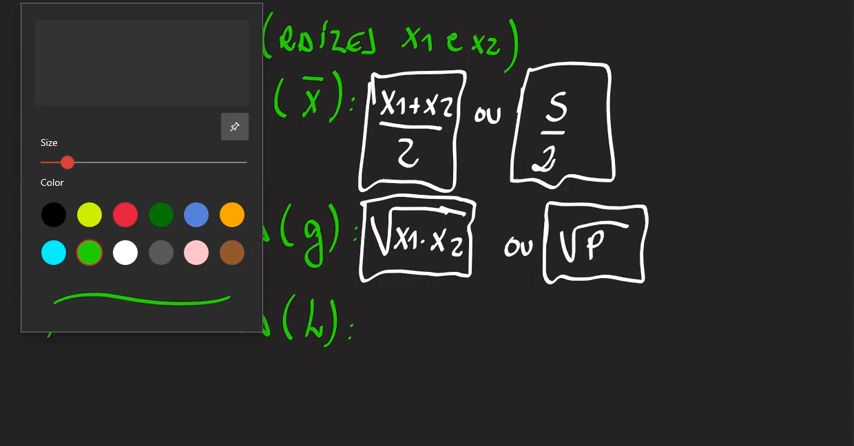 (RAÍZES x1 e x2)
(x̄): x1+x2/2 ou S/2
Size
Color
(g): √x1·x2 ou √P
(h):